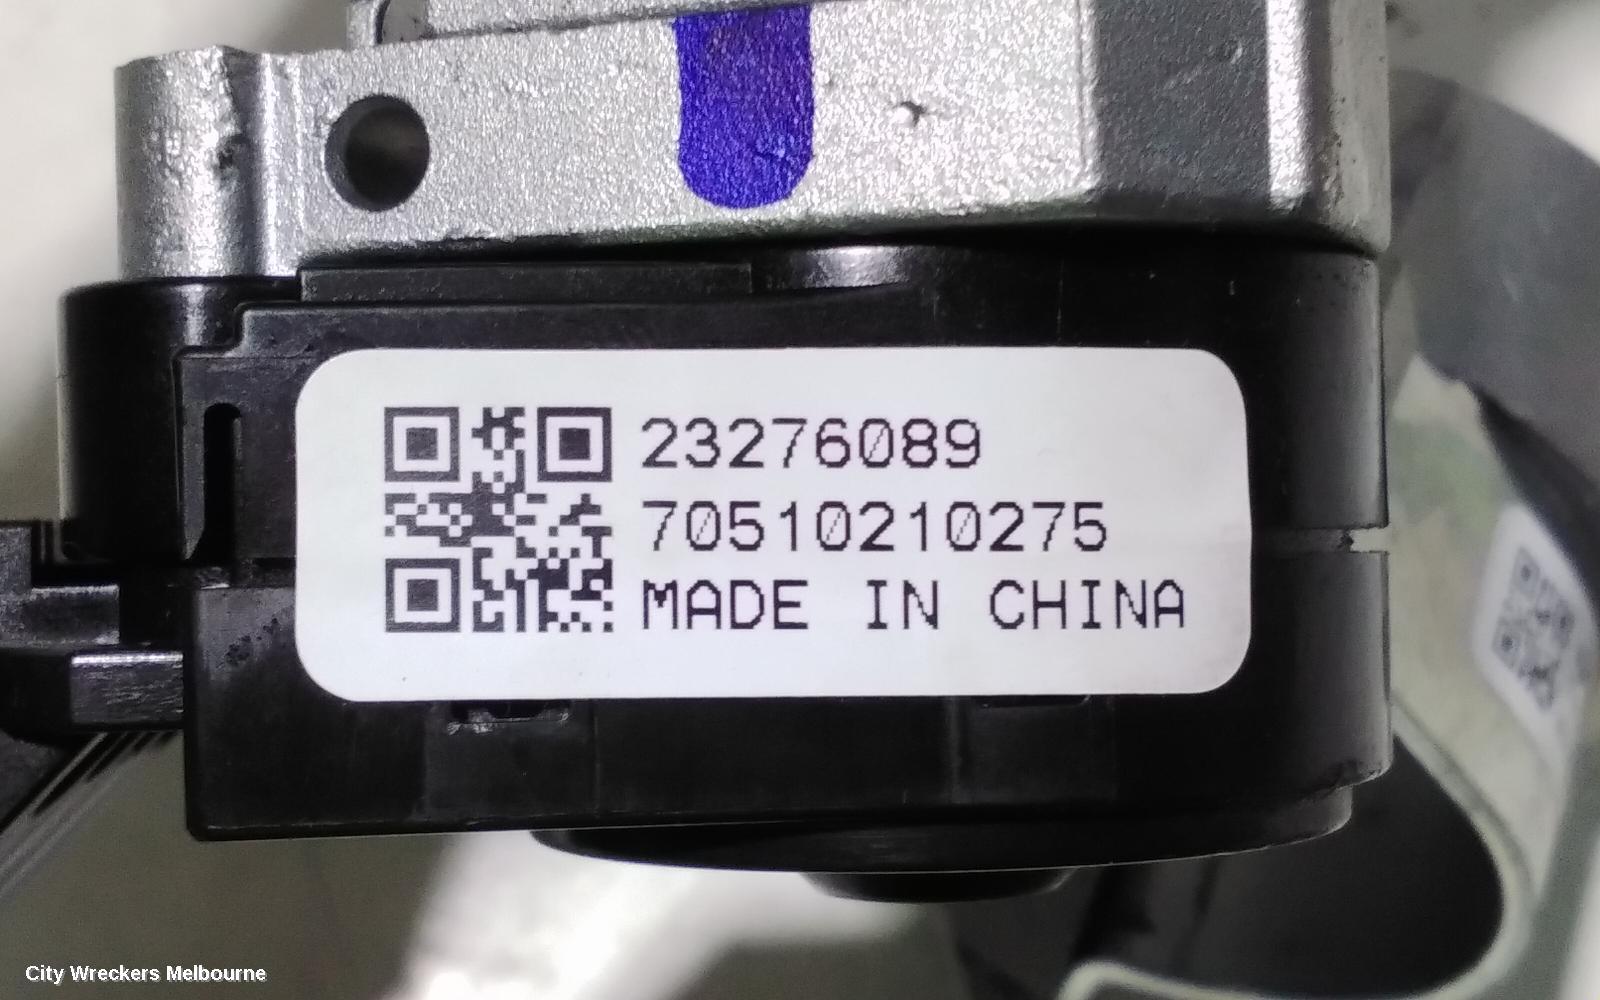 23276089
70510210275
MADE IN CHINA
City Wreckers Melbourne